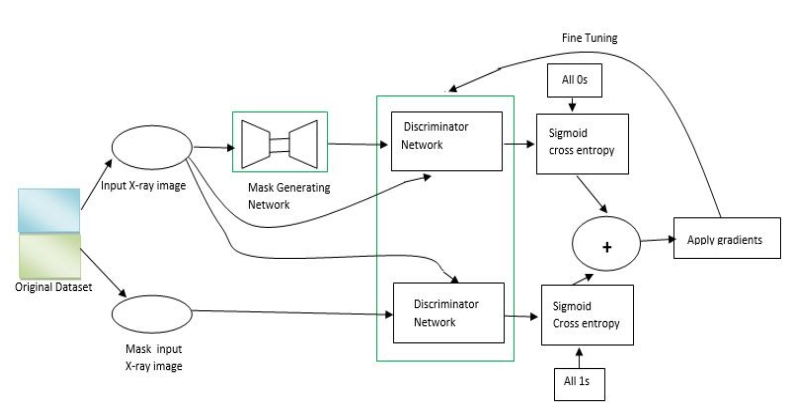 Fine Tuning
All 0s
Discriminator
Network
Sigmoid
cross entropy
Input X-ray image
Mask Generating
Network
+
Apply gradients
Original Dataset
Discriminator
Network
Sigmoid
Cross entropy
Mask input
X-ray image
All 1s